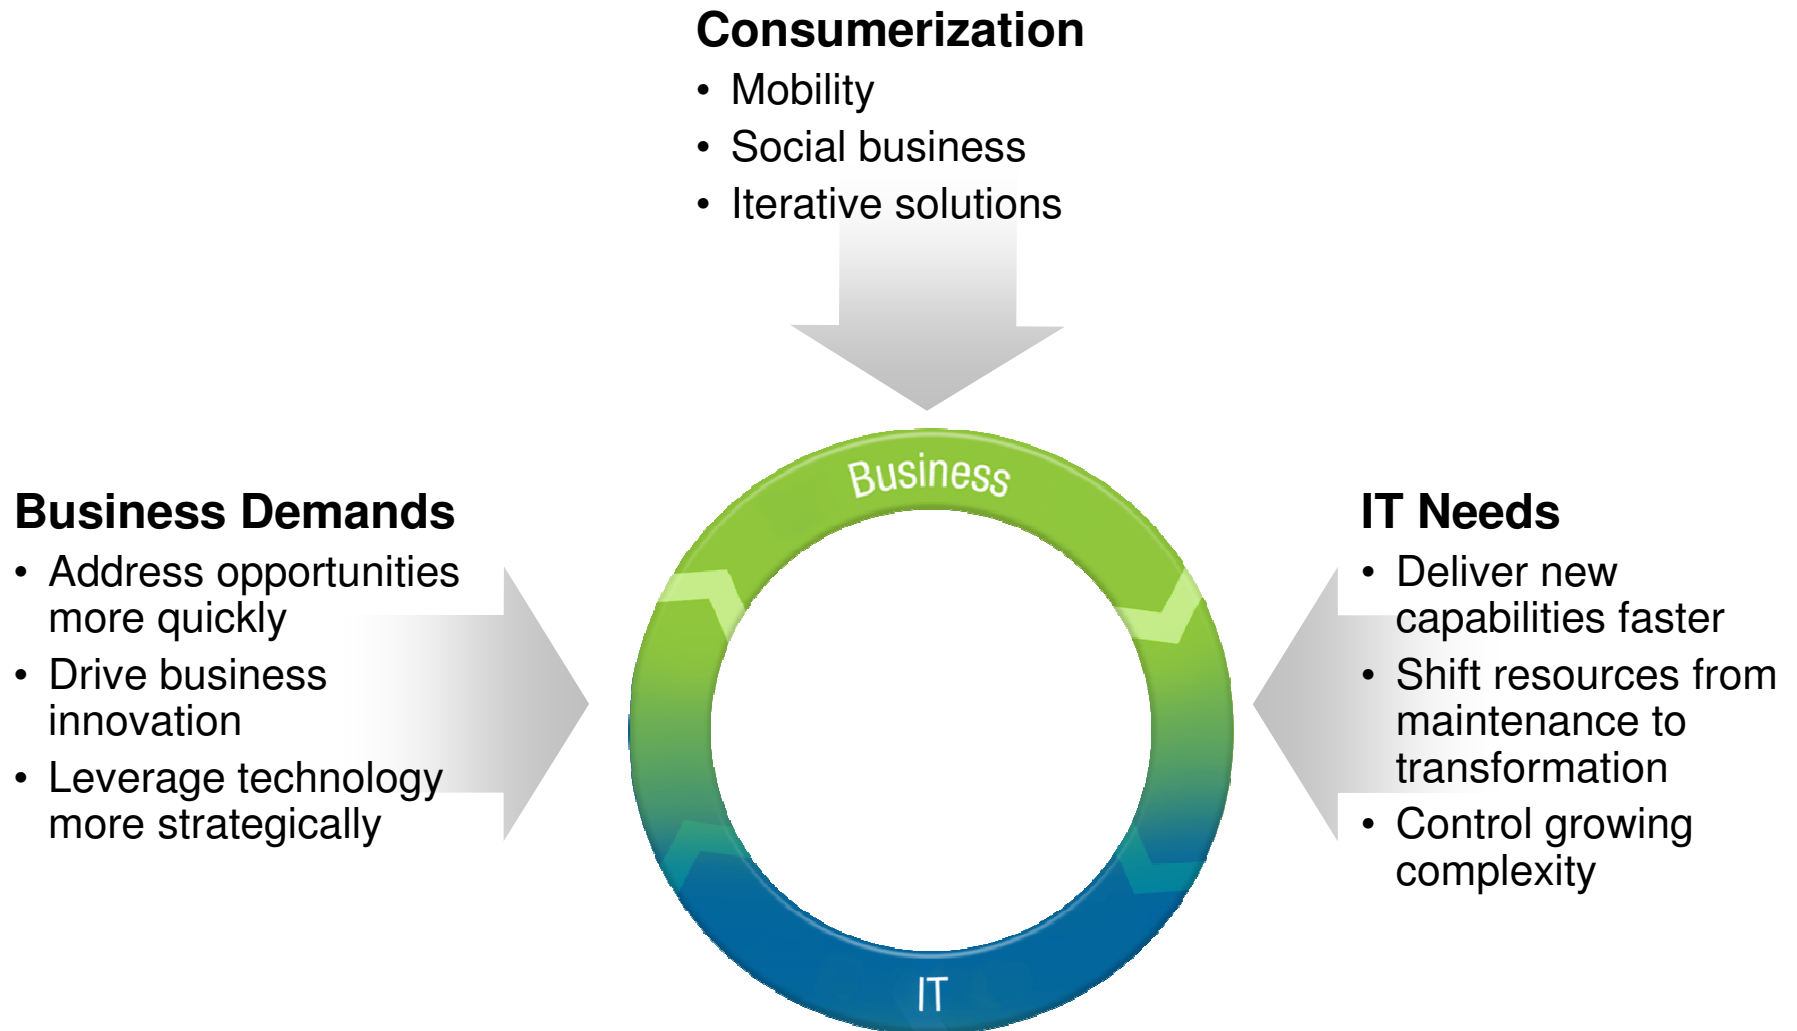 Consumerization
• Mobility
• Social business
• Iterative solutions
Business
Business Demands
• Address opportunities
more quickly
• Drive business
innovation
• Leverage technology
more strategically
IT Needs
• Deliver new
capabilities faster
• Shift resources from
maintenance to
transformation
• Control growing
complexity
IT